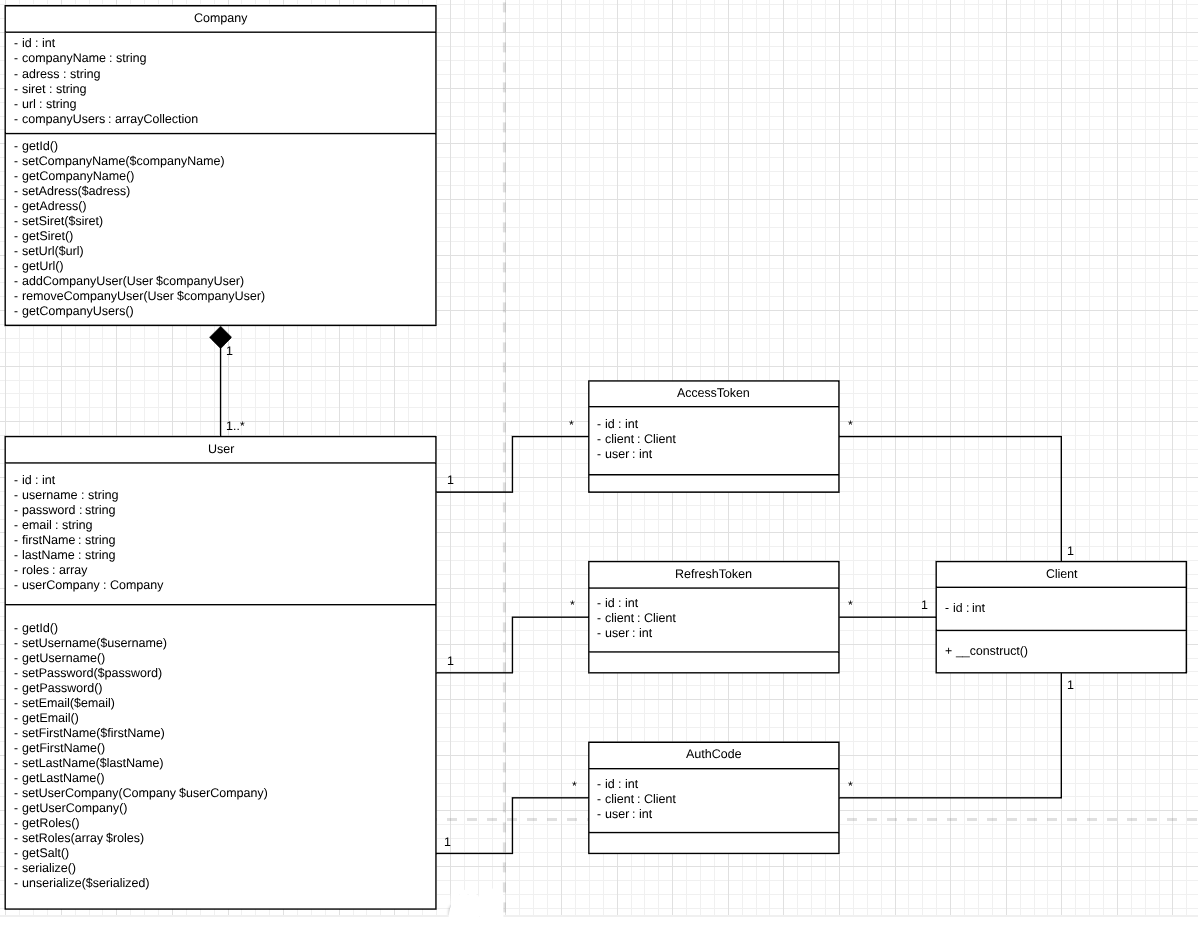 Company
- id : int
- companyName : string
- adress : string
- siret : string
- url : string
- companyUsers : arrayCollection
- getId()
- setCompanyName($companyName)
- getCompanyName()
- setAdress($adress)
- getAdress()
- setSiret($siret)
- getSiret()
- setUrl($url)
- getUrl()
- addCompanyUser(User $companyUser)
- removeCompanyUser(User $companyUser)
- getCompanyUsers()
1
1..*
User
- id : int
- username : string
- password : string
- email : string
- firstName : string
- lastName : string
- roles : array
- userCompany : Company
- getId()
- setUsername($username)
- getUsername()
- setPassword($password)
- getPassword()
- setEmail($email)
- getEmail()
- setFirstName($firstName)
- getFirstName()
- setLastName($lastName)
- getLastName()
- setUserCompany(Company $userCompany)
- getUserCompany()
- getRoles()
- setRoles(array $roles)
- getSalt()
- serialize()
- unserialize($serialized)
1
*
AccessToken
- id : int
- client : Client
- user : int
*
1
1
*
RefreshToken
- id : int
- client : Client
- user : int
*
1
Client
- id : int
+ __construct()
1
1
*
AuthCode
- id : int
- client : Client
- user : int
*